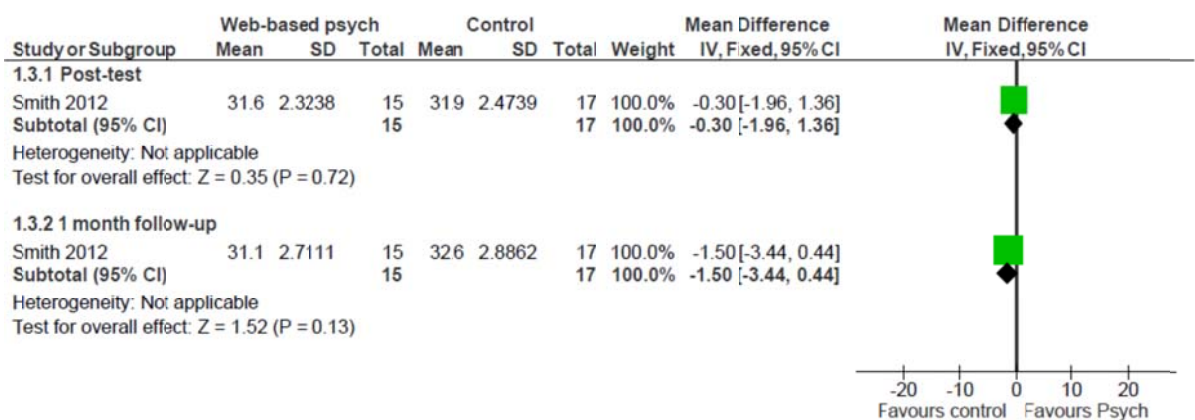 Web-based psych Control Mean Difference Mean Difference
Study or Subgroup Mean SD Total Mean SD Total Weight IV, Fixed, 95% CI IV, Fixed, 95% CI
1.3.1 Post-test
Smith 2012 31.6 2.3238 15 31.9 2.4739 17 100.0% -0.30 [-1.96, 1.36]
Subtotal (95% CI) 15 17 100.0% -0.30 [-1.96, 1.36]
Heterogeneity: Not applicable
Test for overall effect: Z = 0.35 (P = 0.72)
1.3.2 1 month follow-up
Smith 2012 31.1 2.7111 15 32.6 2.8862 17 100.0% -1.50 [-3.44, 0.44]
Subtotal (95% CI) 15 17 100.0% -1.50 [-3.44, 0.44]
Heterogeneity: Not applicable
Test for overall effect: Z = 1.52 (P = 0.13)
-20 -10 0 10 20
Favours control Favours Psych